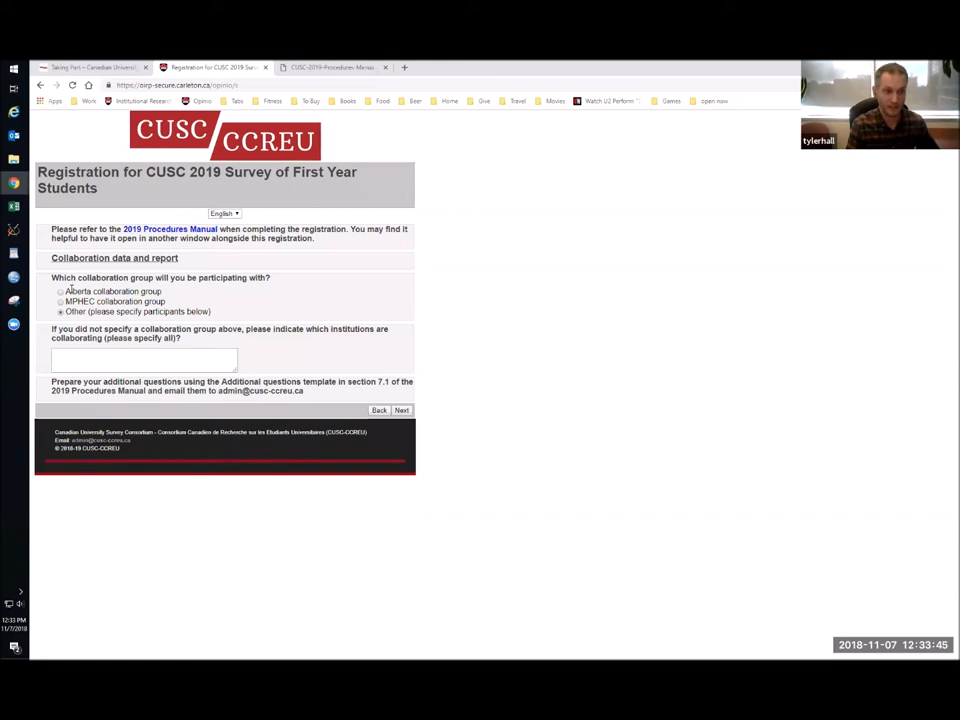 Taking Part – Canadian Universi
Registration for CUSC 2019 Surv
CUSC-2019-Procedures-Manua
https://oirp-secure.carleton.ca/opinio/s
Apps Work Institutional Resear Opinio Tabs Fitness To Buy Books Food Beer Home Give Travel Movies Watch U2 Perform open now Games
tylerhall
CUSC
CCREU
Registration for CUSC 2019 Survey of First Year
Students
English
Please refer to the 2019 Procedures Manual when completing the registration. You may find it
helpful to have it open in another window alongside this registration.
Collaboration data and report
Which collaboration group will you be participating with?
Alberta collaboration group
MPHEC collaboration group
Other (please specify participants below)
If you did not specify a collaboration group above, please indicate which institutions are
collaborating (please specify all)?
Prepare your additional questions using the Additional questions template in section 7.1 of the
2019 Procedures Manual and email them to admin@cusc-ccreu.ca
Back Next
Canadian University Survey Consortium - Consortium Canadien de Recherche sur les Etudiants Universitaires (CUSC-CCREU)
Email: admin@cusc-ccreu.ca
© 2018-19 CUSC-CCREU
12:33 PM
11/7/2018
2018-11-07 12:33:45